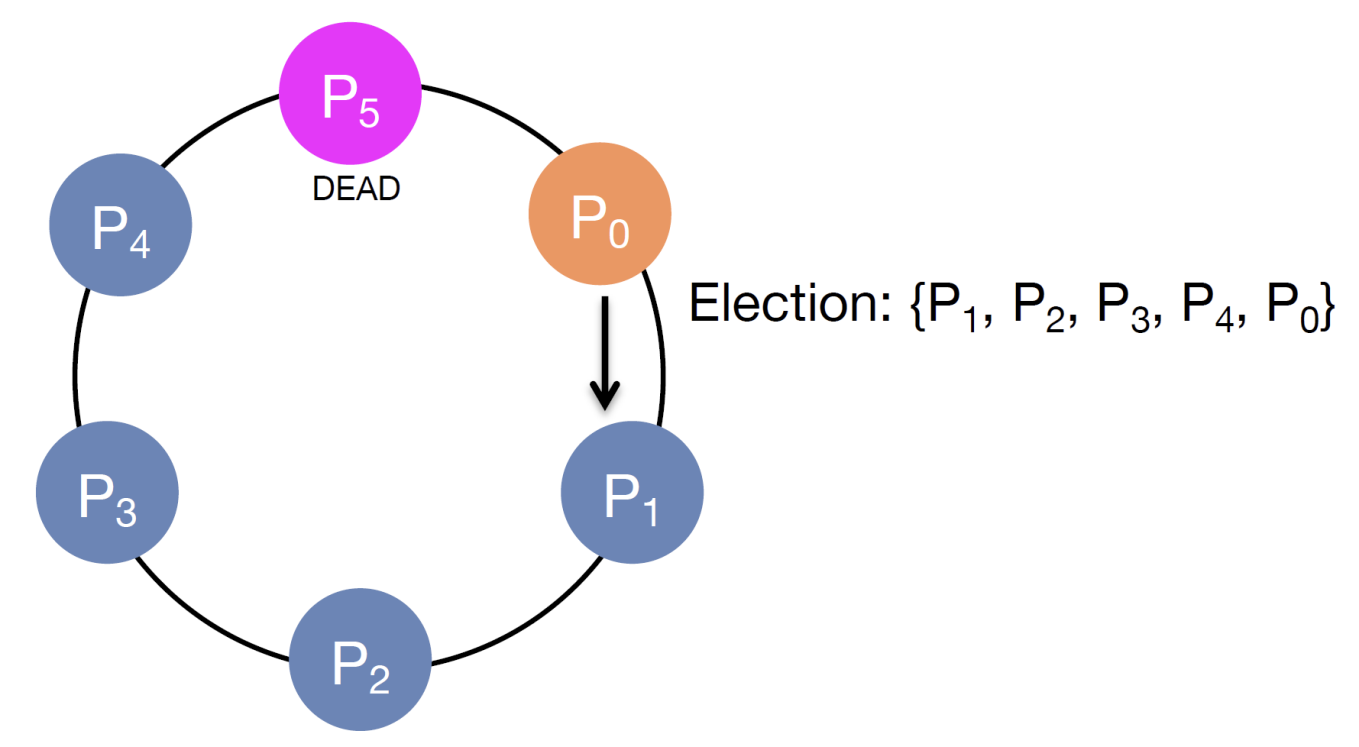 P₅
DEAD
P₀
P₄
Election: {P₁, P₂, P₃, P₄, P₀}
P₃
P₁
P₂